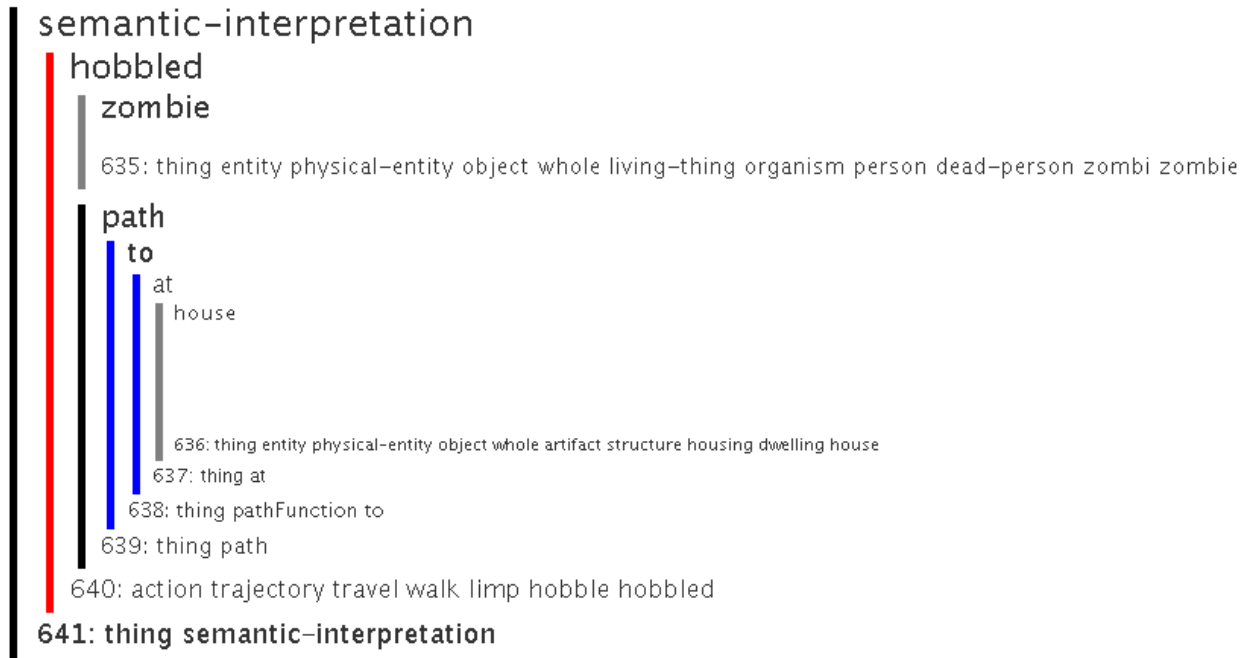 semantic-interpretation
hobbled
zombie
635: thing entity physical-entity object whole living-thing organism person dead-person zombi zombie
path
to
at
house
636: thing entity physical-entity object whole artifact structure housing dwelling house
637: thing at
638: thing pathFunction to
639: thing path
640: action trajectory travel walk limp hobble hobbled
641: thing semantic-interpretation